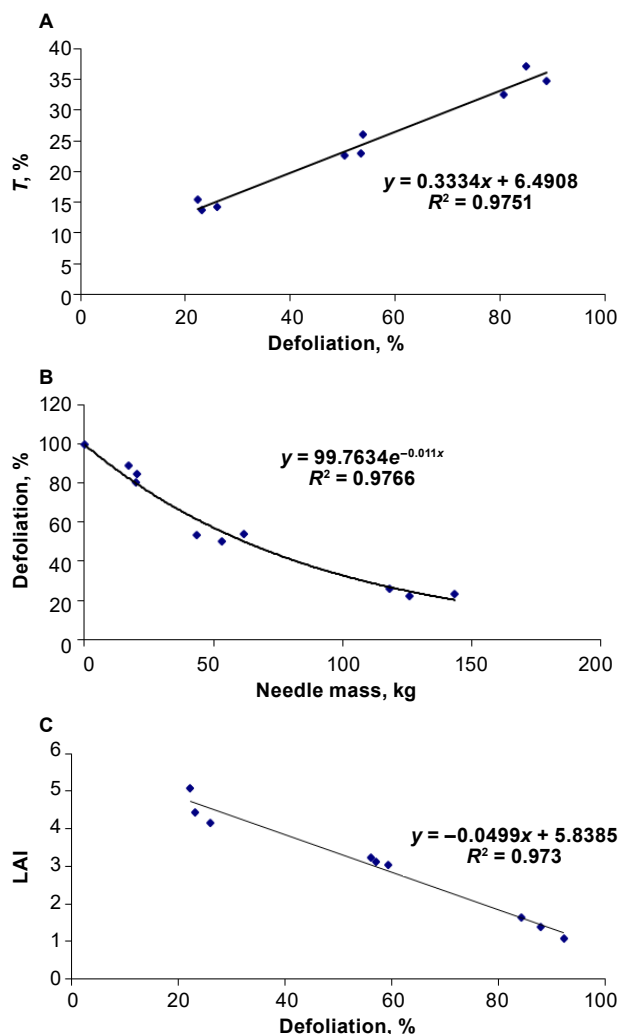 A
40
35
30
25
20
15
10
5
0
T, %
y = 0.3334x + 6.4908
R² = 0.9751
0 20 40 60 80 100
Defoliation, %
B
120
100
80
60
40
20
0
Defoliation, %
y = 99.7634e⁻⁰·⁰¹¹ˣ
R² = 0.9766
0 50 100 150 200
Needle mass, kg
C
6
5
4
3
2
1
0
LAI
y = –0.0499x + 5.8385
R² = 0.973
0 20 40 60 80 100
Defoliation, %